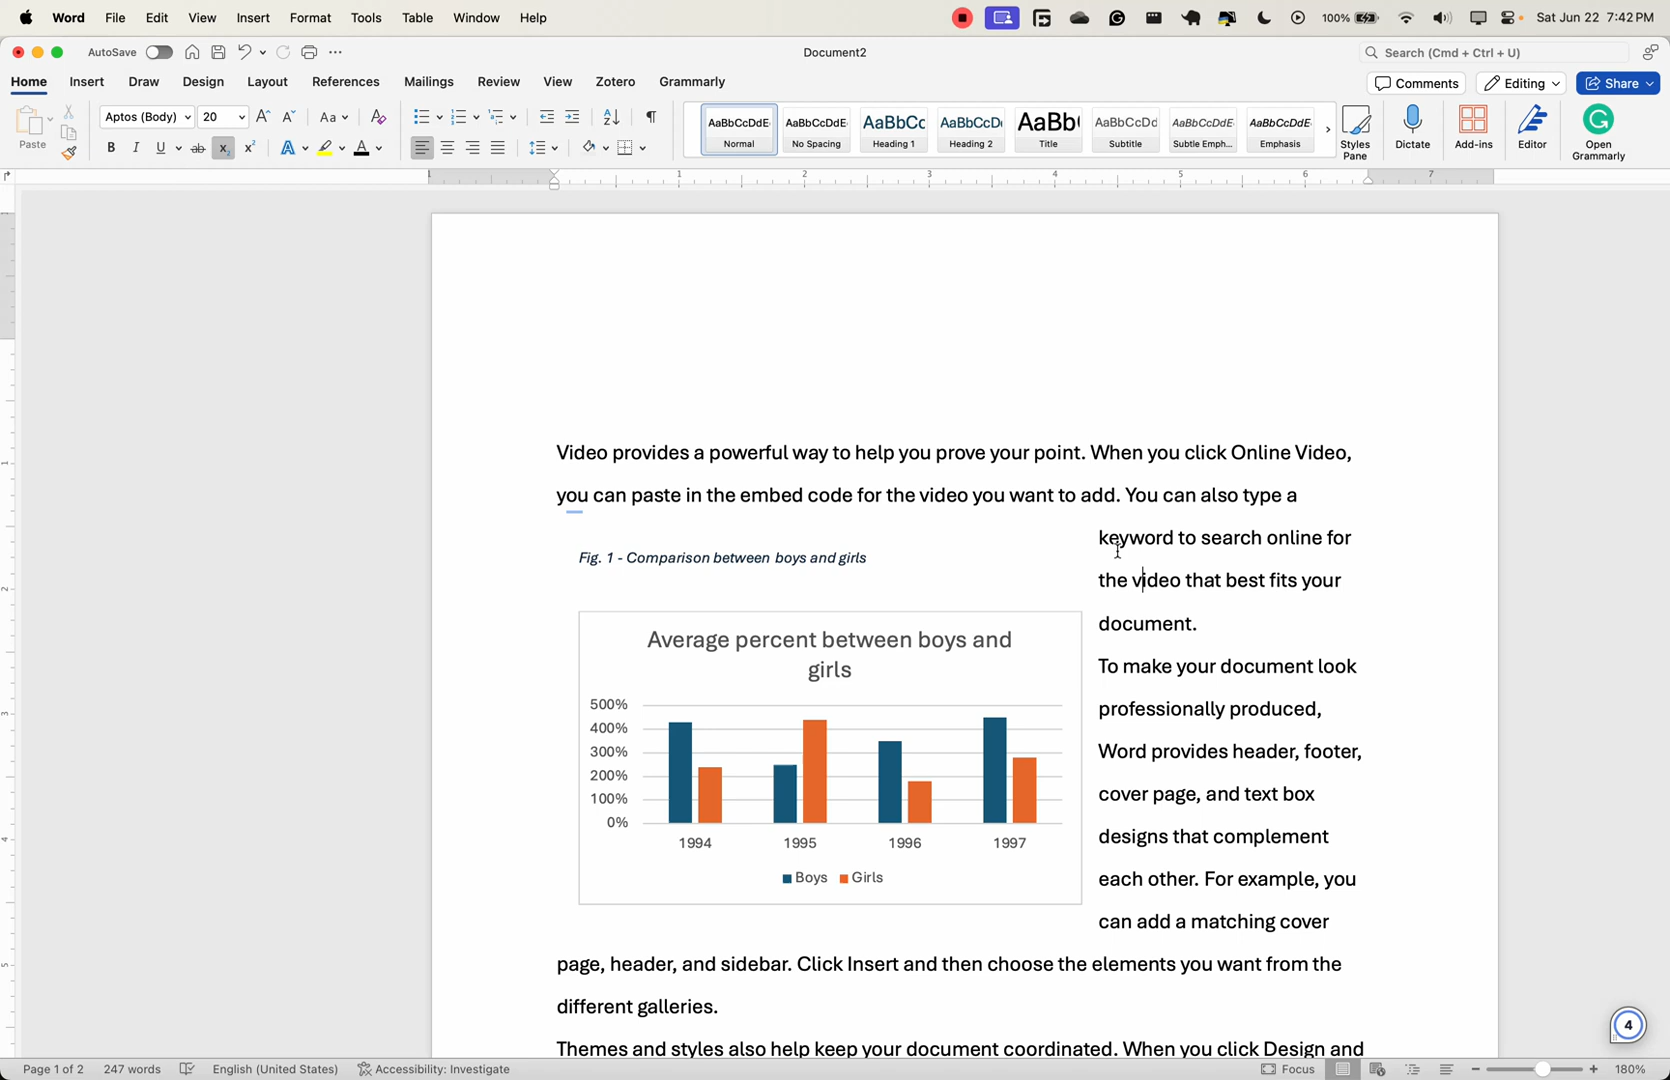 Word File Edit View Insert Format Tools Table Window Help 100% Sat Jun 22 7:42 PM
AutoSave Document2 Search (Cmd + Ctrl + U)
Home Insert Draw Design Layout References Mailings Review View Zotero Grammarly Comments Editing Share
Paste Aptos (Body) 20 Aa
AaBbCcDdE Normal
AaBbCcDdE No Spacing
AaBbCc Heading 1
AaBbCcD Heading 2
AaBb( Title
AaBbCcDd Subtitle
AaBbCcDdE Subtle Emph...
AaBbCcDdE Emphasis
Styles Pane
Dictate
Add-ins
Editor
Open Grammarly
1 1 2 3 4 5 6 7
Video provides a powerful way to help you prove your point. When you click Online Video,
you can paste in the embed code for the video you want to add. You can also type a
keyword to search online for
the video that best fits your
document.
To make your document look
professionally produced,
Word provides header, footer,
cover page, and text box
designs that complement
each other. For example, you
can add a matching cover
Fig. 1 - Comparison between boys and girls
Average percent between boys and
girls
500%
400%
300%
200%
100%
0%
1994 1995 1996 1997
Boys Girls
page, header, and sidebar. Click Insert and then choose the elements you want from the
different galleries.
Themes and styles also help keep your document coordinated. When you click Design and
4
Page 1 of 2 247 words English (United States) Accessibility: Investigate Focus 180%